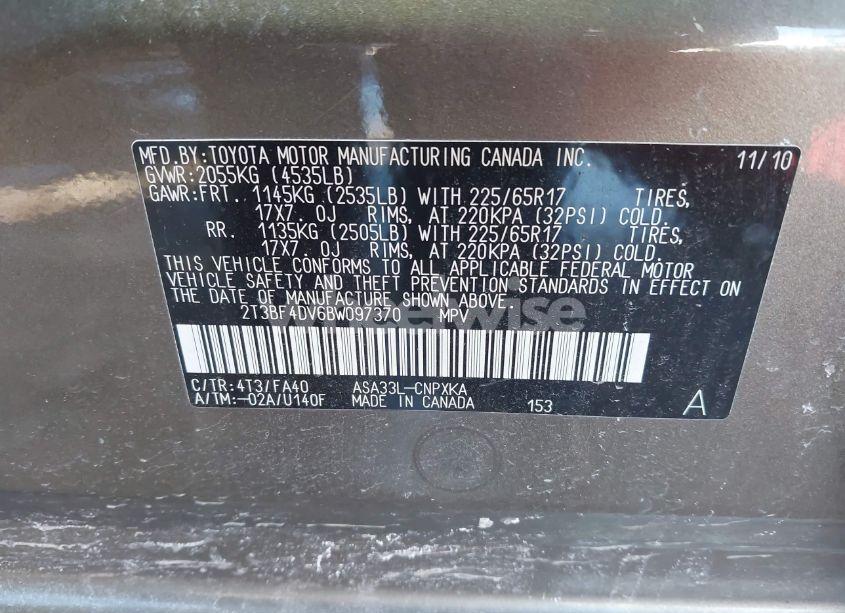 MFD.BY:TOYOTA MOTOR MANUFACTURING CANADA INC. 11/10
GVWR:2055KG (4535LB)
GAWR:FRT. 1145KG (2535LB) WITH 225/65R17 TIRES,
17X7. 0J RIMS, AT 220KPA (32PSI) COLD.
RR. 1135KG (2505LB) WITH 225/65R17 TIRES,
17X7. 0J RIMS, AT 220KPA (32PSI) COLD.
THIS VEHICLE CONFORMS TO ALL APPLICABLE FEDERAL MOTOR
VEHICLE SAFETY AND THEFT PREVENTION STANDARDS IN EFFECT ON
THE DATE OF MANUFACTURE SHOWN ABOVE.
2T3BF4DV6BW097370 MPV
wheelwise
C/TR:4T3/FA40 ASA33L-CNPXKA
A/TM:-02A/U140F MADE IN CANADA 153 A